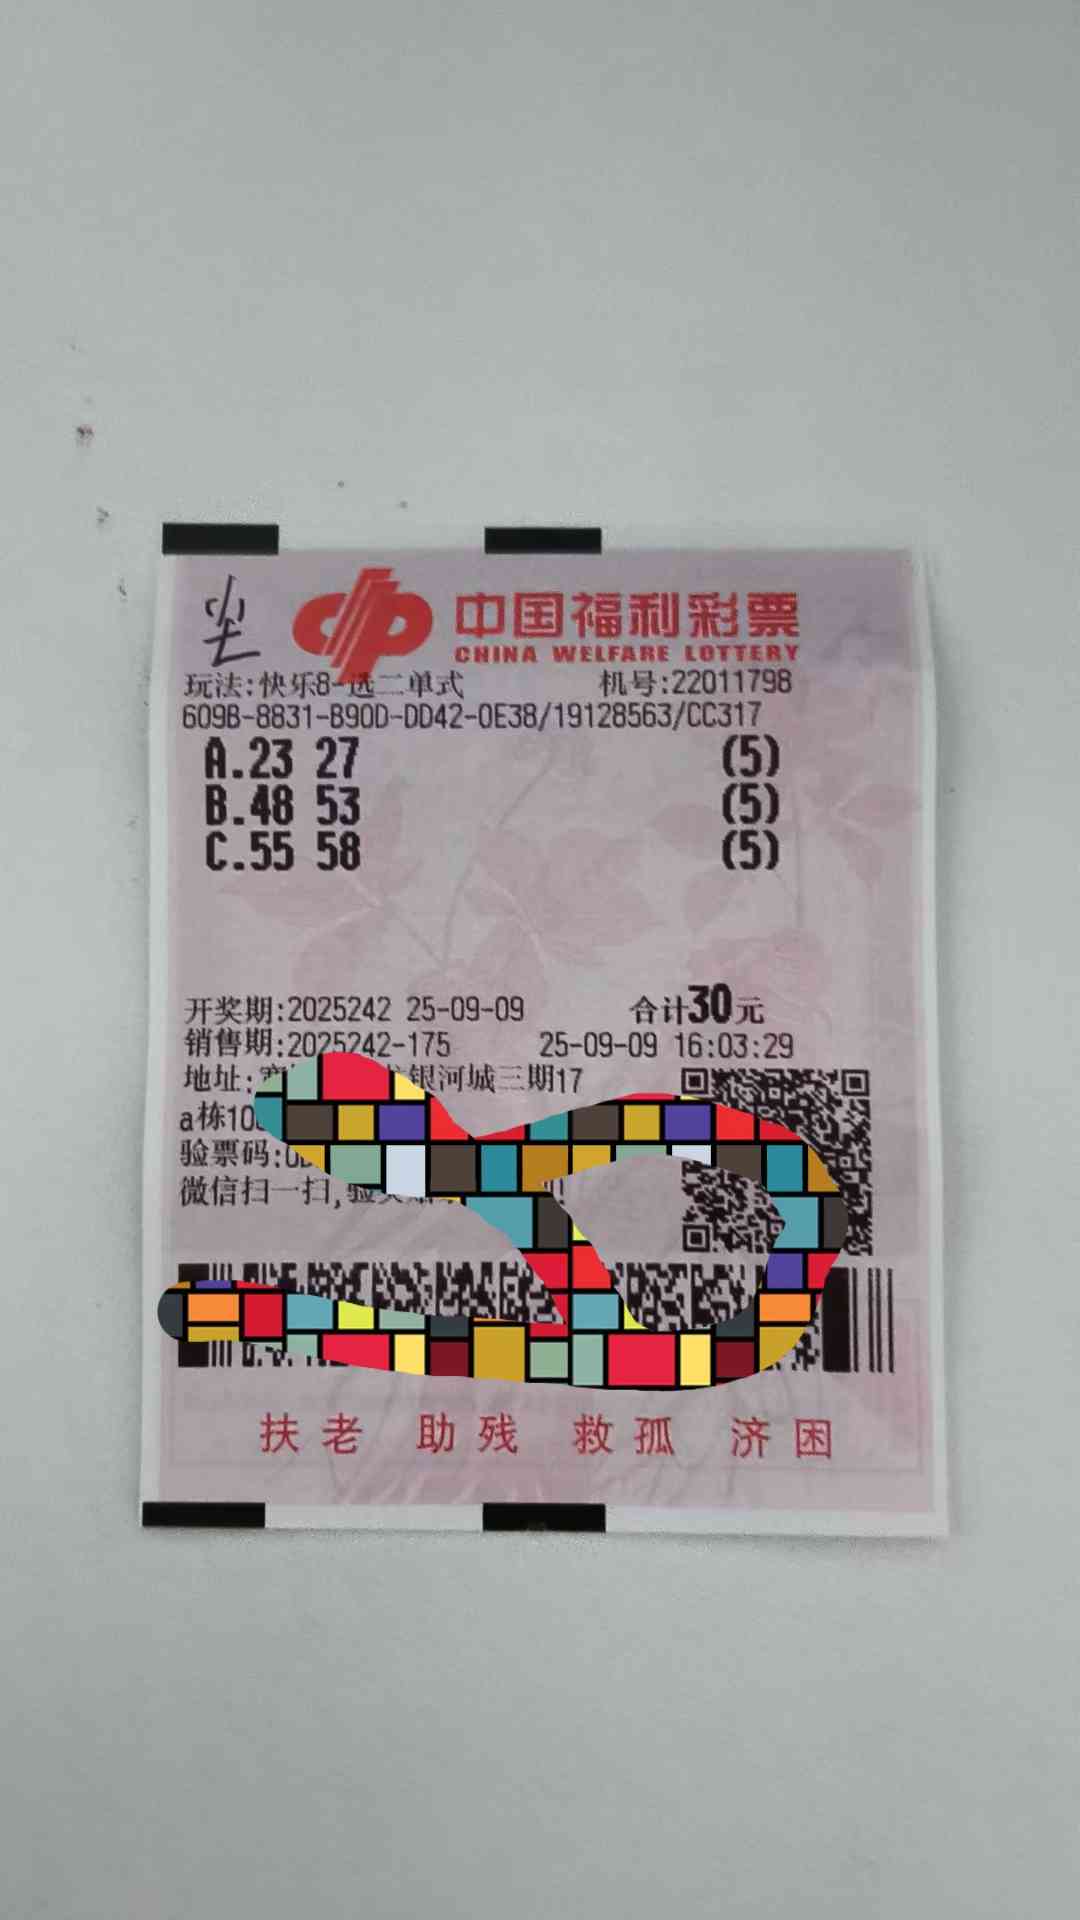 中国福利彩票
CHINA WELFARE LOTTERY
玩法:快乐8-选二单式 机号:22011798
609B-8831-B90D-DD42-0E38/19128563/CC317
A.23 27 (5)
B.48 53 (5)
C.55 58 (5)
开奖期:2025242 25-09-09 合计30元
销售期:2025242-175 25-09-09 16:03:29
地址: 银河城三期17
a栋10
验票码:
微信扫一扫,验
扶老 助残 救孤 济困